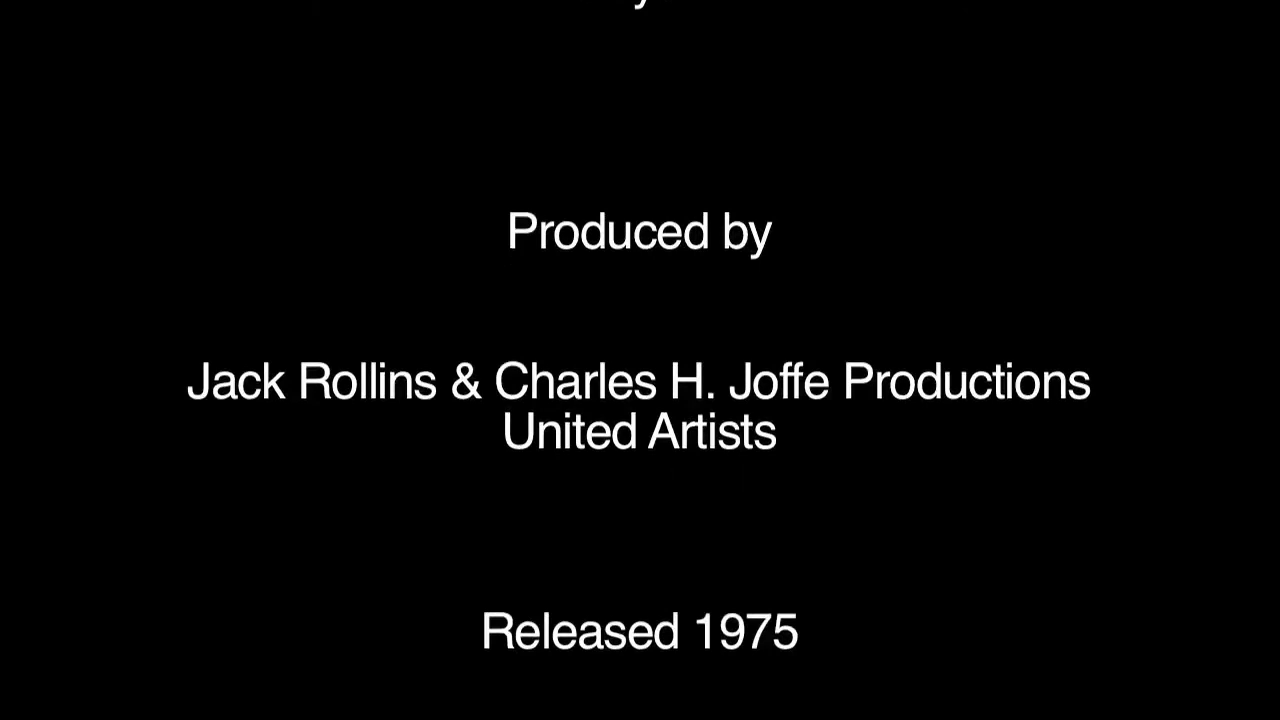 Produced by
Jack Rollins & Charles H. Joffe Productions
United Artists
Released 1975